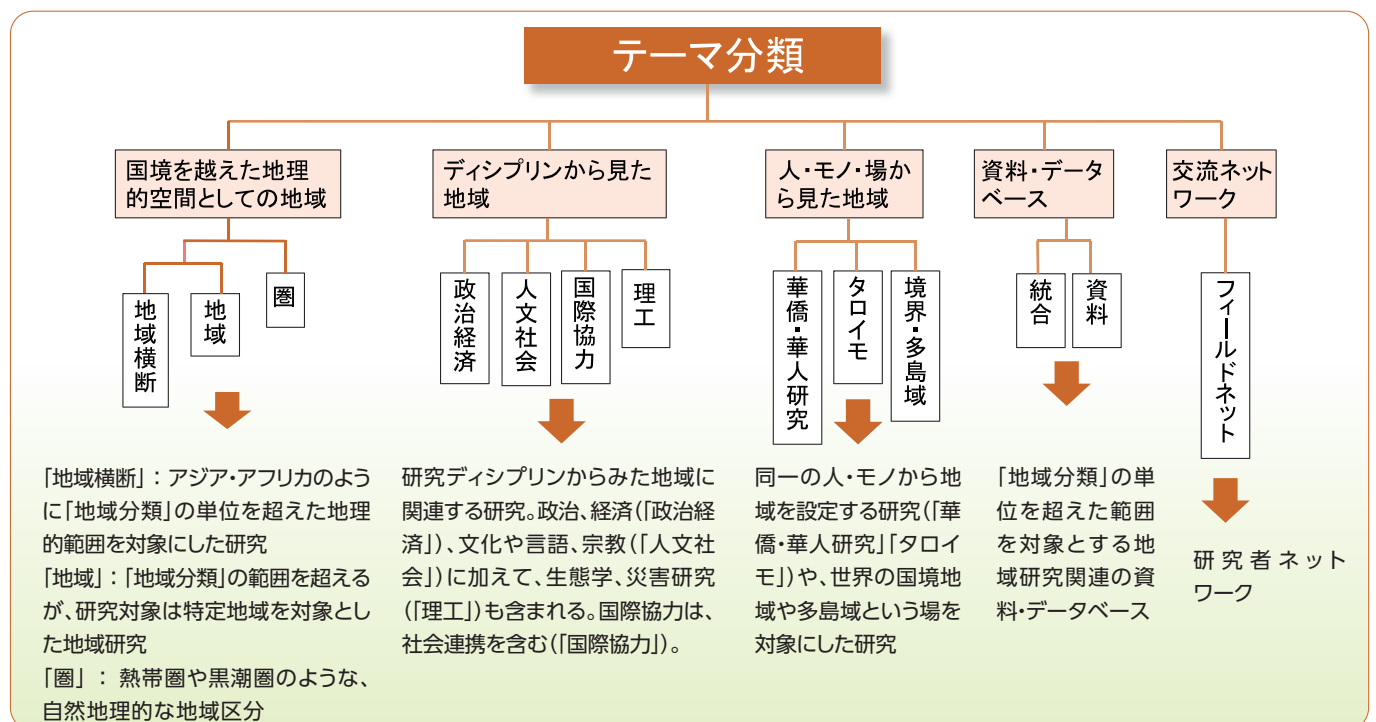 テーマ分類
国境を越えた地理
的空間としての地域
ディシプリンから見た
地域
人・モノ・場か
ら見た地域
資料・データ
ベース
交流ネット
ワーク
地域横断
地域
圏
政治経済
人文社会
国際協力
理工
華僑・華人研究
タロイモ
境界・多島域
統合
資料
フィールドネット
「地域横断」：アジア・アフリカのよう
に「地域分類」の単位を超えた地理
的範囲を対象にした研究
「地域」：「地域分類」の範囲を超える
が、研究対象は特定地域を対象とし
た地域研究
「圏」：熱帯圏や黒潮圏のような、
自然地理的な地域区分
研究ディシプリンからみた地域に
関連する研究。政治、経済（「政治経
済」）、文化や言語、宗教（「人文社
会」）に加えて、生態学、災害研究
（「理工」）も含まれる。国際協力は、
社会連携を含む（「国際協力」）。
同一の人・モノから地
域を設定する研究（「華
僑・華人研究」「タロイ
モ」）や、世界の国境地
域や多島域という場を
対象にした研究
「地域分類」の単
位を超えた範囲
を対象とする地
域研究関連の資
料・データベース
研究者ネット
ワーク